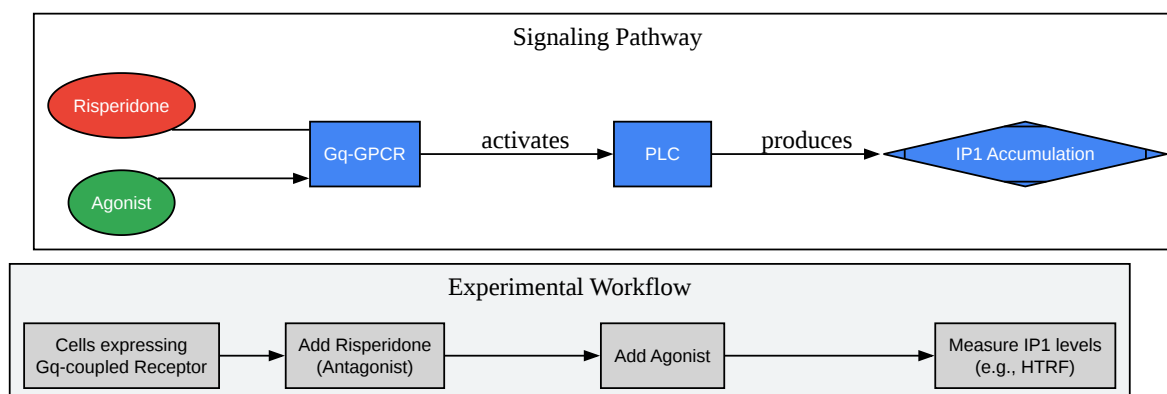 Signaling Pathway
Risperidone
Agonist
Gq-GPCR
activates
PLC
produces
IP1 Accumulation
Experimental Workflow
Cells expressing
Gq-coupled Receptor
Add Risperidone
(Antagonist)
Add Agonist
Measure IP1 levels
(e.g., HTRF)